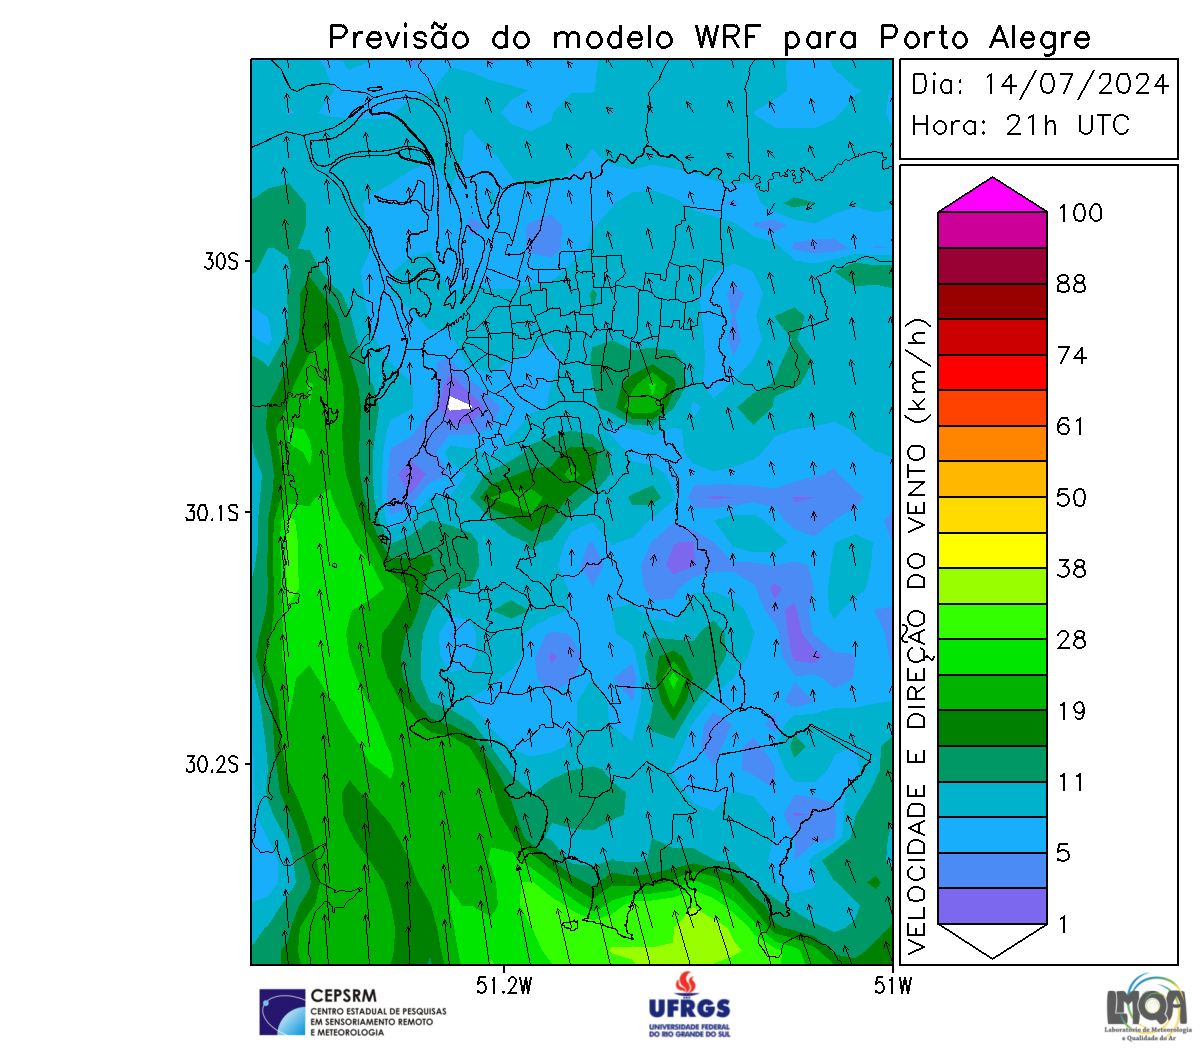 Previsão do modelo WRF para Porto Alegre
Dia: 14/07/2024
Hora: 21h UTC
30S
30.1S
30.2S
51.2W
51W
VELOCIDADE E DIREÇÃO DO VENTO (km/h)
100
88
74
61
50
38
28
19
11
5
1
CEPSRM
CENTRO ESTADUAL DE PESQUISAS
EM SENSORIAMENTO REMOTO
E METEOROLOGIA
UFRGS
UNIVERSIDADE FEDERAL
DO RIO GRANDE DO SUL
LMQA
Laboratório de Meteorologia
e Qualidade do Ar